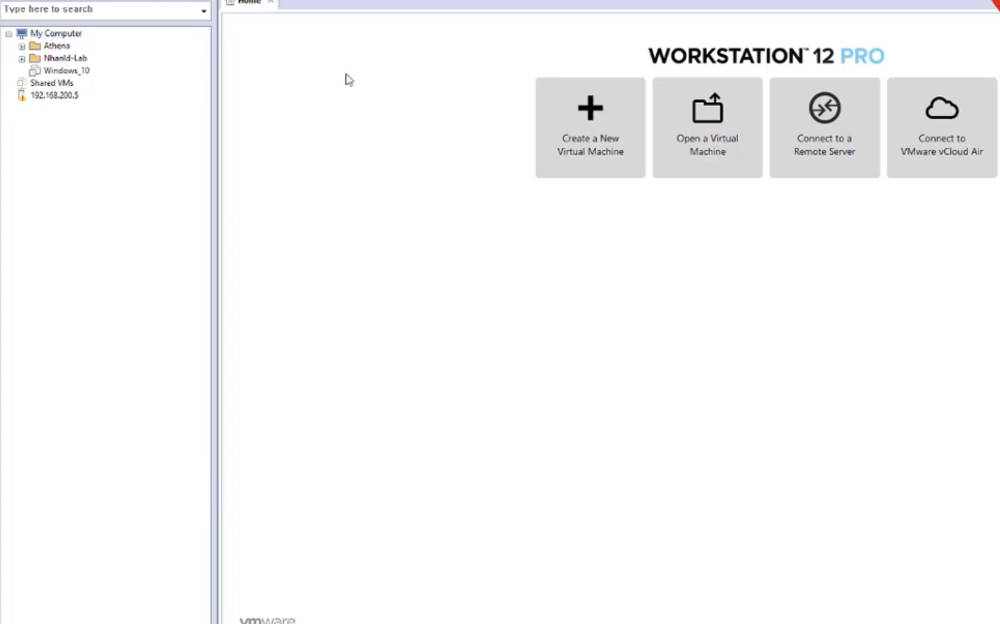 Home
Type here to search
My Computer
Athena
Nhanld-Lab
Windows_10
Shared VMs
192.168.200.5
WORKSTATION™ 12 PRO
Create a New
Virtual Machine
Open a Virtual
Machine
Connect to a
Remote Server
Connect to
VMware vCloud Air
vmware